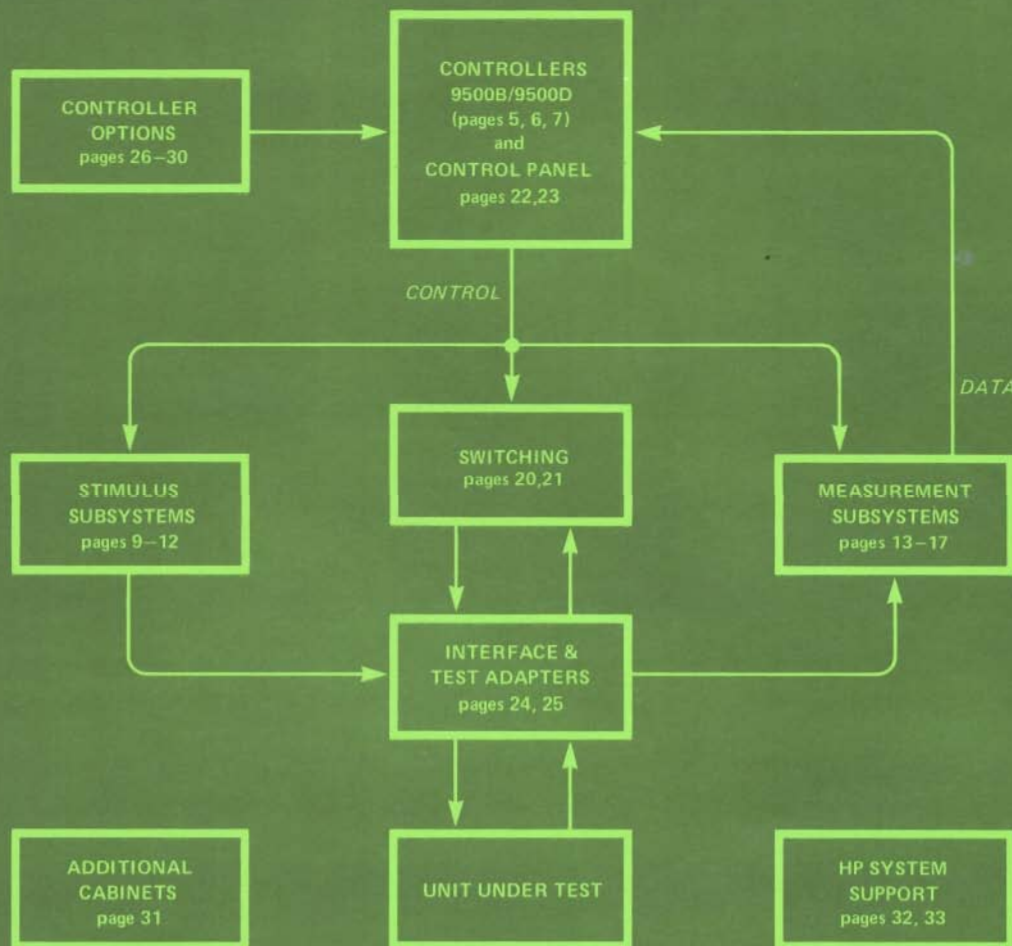 CONTROLLER
OPTIONS
pages 26–30
CONTROLLERS
9500B/9500D
(pages 5, 6, 7)
and
CONTROL PANEL
pages 22,23
CONTROL
DATA
STIMULUS
SUBSYSTEMS
pages 9–12
SWITCHING
pages 20,21
MEASUREMENT
SUBSYSTEMS
pages 13–17
INTERFACE &
TEST ADAPTERS
pages 24, 25
ADDITIONAL
CABINETS
page 31
UNIT UNDER TEST
HP SYSTEM
SUPPORT
pages 32, 33